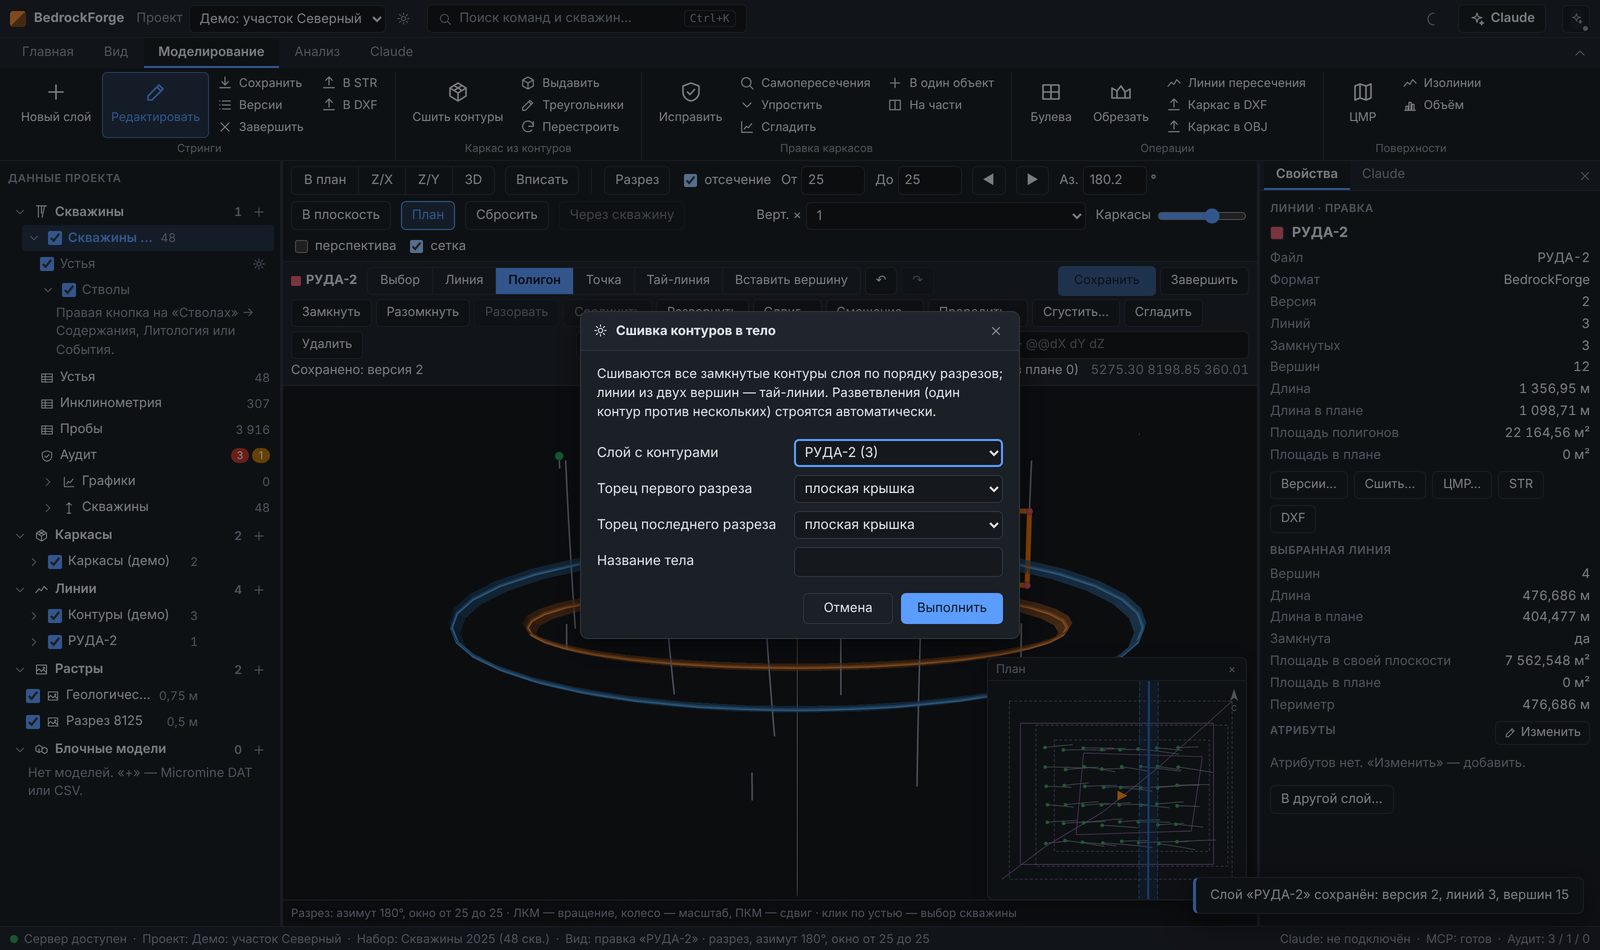 BedrockForge Проект Демо: участок Северный Поиск команд и скважин... Ctrl+K Claude
Главная Вид Моделирование Анализ Claude
Новый слой Редактировать Сохранить В STR
Версии В DXF
Завершить
Стринги
Сшить контуры Выдавить
Треугольники
Перестроить
Каркас из контуров
Исправить Самопересечения В один объект
Упростить На части
Сгладить
Правка каркасов
Булева Обрезать Линии пересечения
Каркас в DXF
Каркас в OBJ
Операции
ЦМР Изолинии
Объём
Поверхности
ДАННЫЕ ПРОЕКТА
Скважины 1 +
Скважины ... 48
Устья
Стволы
Правая кнопка на «Стволах» →
Содержания, Литология или
События.
Устья 48
Инклинометрия 307
Пробы 3 916
Аудит 3 1
Графики 0
Скважины 48
Каркасы 2 +
Каркасы (демо) 2
Линии 4 +
Контуры (демо) 3
РУДА-2 1
Растры 2 +
Геологичес... 0,75 м
Разрез 8125 0,5 м
Блочные модели 0 +
Нет моделей. «+» — Micromine DAT
или CSV.
В план Z/X Z/Y 3D Вписать Разрез отсечение От 25 До 25 ◀ ▶ Аз. 180.2 °
В плоскость План Сбросить Через скважину Верт. × 1 Каркасы
перспектива сетка
РУДА-2 Выбор Линия Полигон Точка Тай-линия Вставить вершину ↶ ↷ Сохранить Завершить
Замкнуть Разомкнуть Разорвать Сгустить... Сгладить
Удалить @@dX dY dZ
Сохранено: версия 2 в плане 0) 5275.30 8198.85 360.01
Сшивка контуров в тело ×
Сшиваются все замкнутые контуры слоя по порядку разрезов;
линии из двух вершин — тай-линии. Разветвления (один
контур против нескольких) строятся автоматически.
Слой с контурами РУДА-2 (3)
Торец первого разреза плоская крышка
Торец последнего разреза плоская крышка
Название тела
Отмена Выполнить
План ×
С
Разрез: азимут 180°, окно от 25 до 25 · ЛКМ — вращение, колесо — масштаб, ПКМ — сдвиг · клик по устью — выбор скважины
Свойства Claude ×
ЛИНИИ · ПРАВКА
РУДА-2
Файл РУДА-2
Формат BedrockForge
Версия 2
Линий 3
Замкнутых 3
Вершин 12
Длина 1 356,95 м
Длина в плане 1 098,71 м
Площадь полигонов 22 164,56 м²
Площадь в плане 0 м²
Версии... Сшить... ЦМР... STR
DXF
ВЫБРАННАЯ ЛИНИЯ
Вершин 4
Длина 476,686 м
Длина в плане 404,477 м
Замкнута да
Площадь в своей плоскости 7 562,548 м²
Площадь в плане 0 м²
Периметр 476,686 м
АТРИБУТЫ Изменить
Атрибутов нет. «Изменить» — добавить.
В другой слой...
Слой «РУДА-2» сохранён: версия 2, линий 3, вершин 15
Сервер доступен · Проект: Демо: участок Северный · Набор: Скважины 2025 (48 скв.) · Вид: правка «РУДА-2» · разрез, азимут 180°, окно от 25 до 25 Claude: не подключён · MCP: готов · Аудит: 3 / 1 / 0